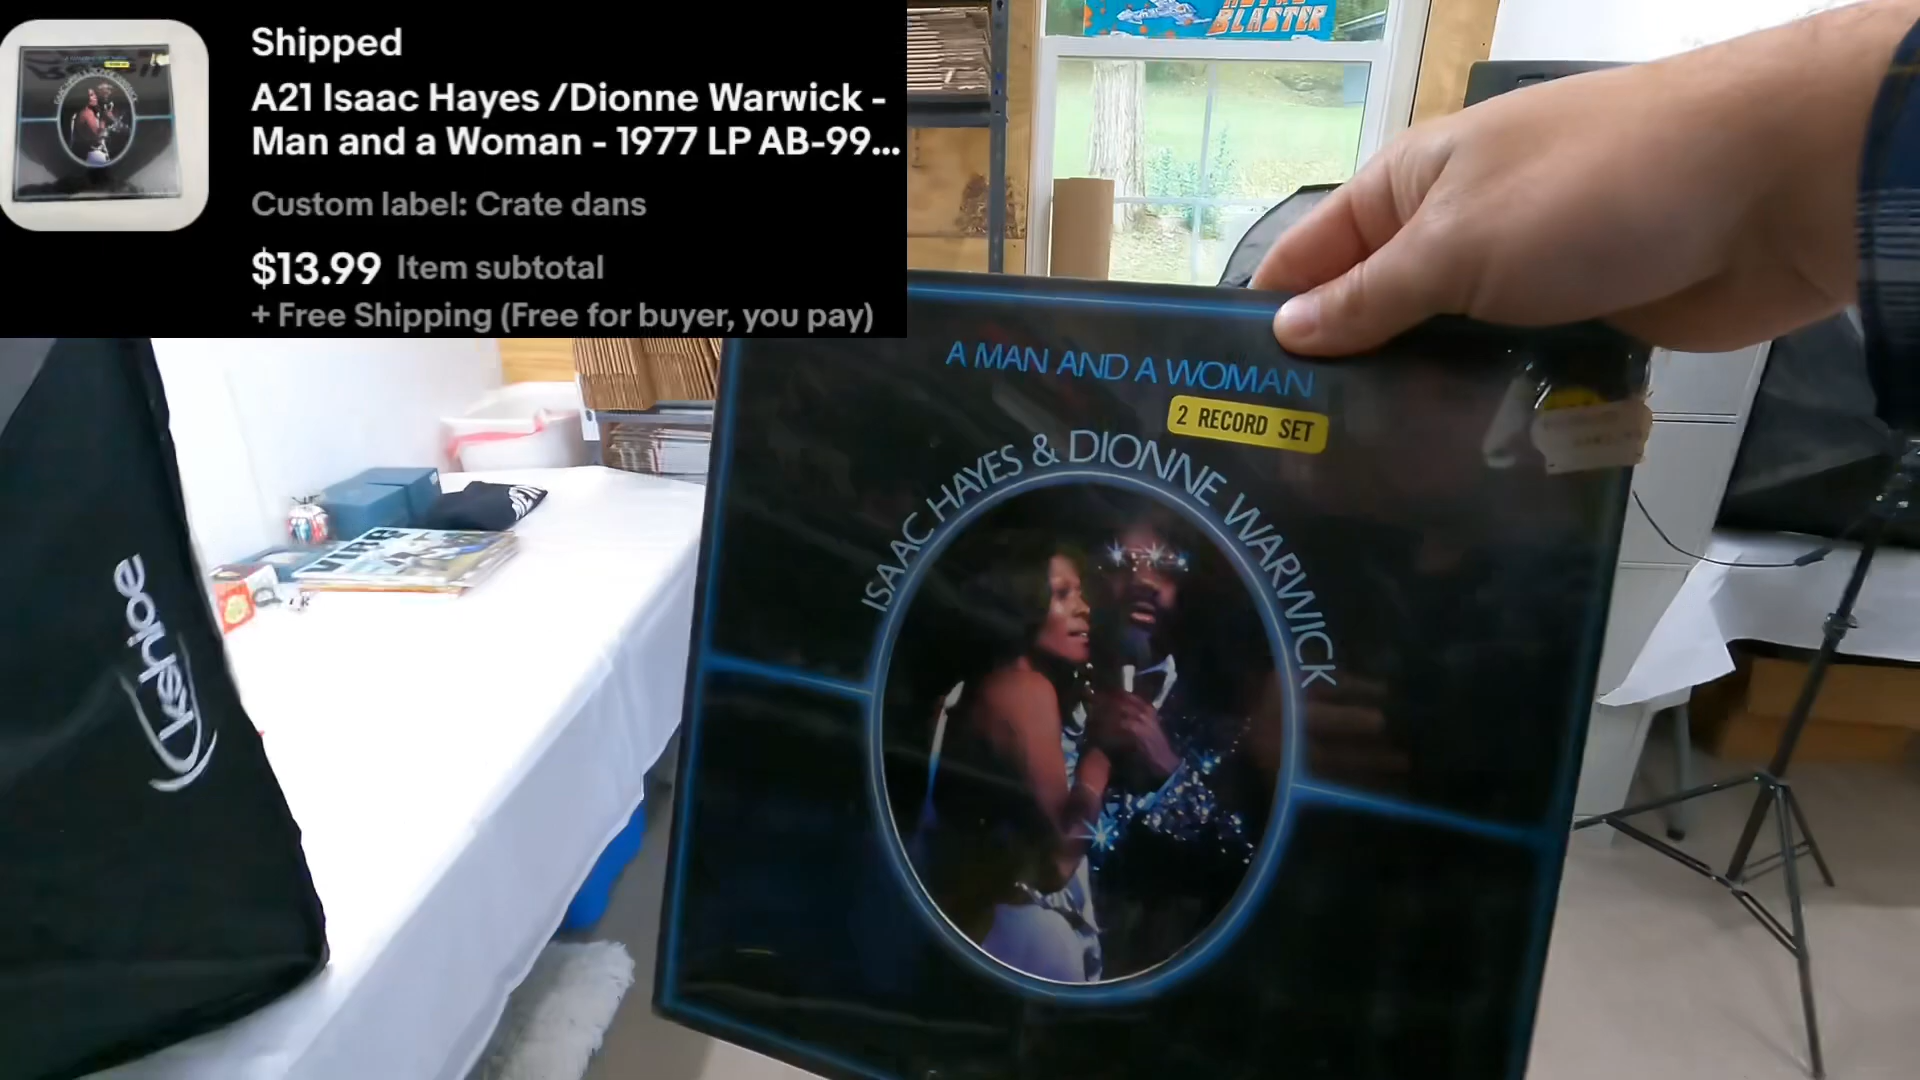 Shipped
A21 Isaac Hayes /Dionne Warwick -
Man and a Woman - 1977 LP AB-99...
Custom label: Crate dans
$13.99 Item subtotal
+ Free Shipping (Free for buyer, you pay)
BLASTER
A MAN AND A WOMAN
2 RECORD SET
ISAAC HAYES & DIONNE WARWICK
kshioe